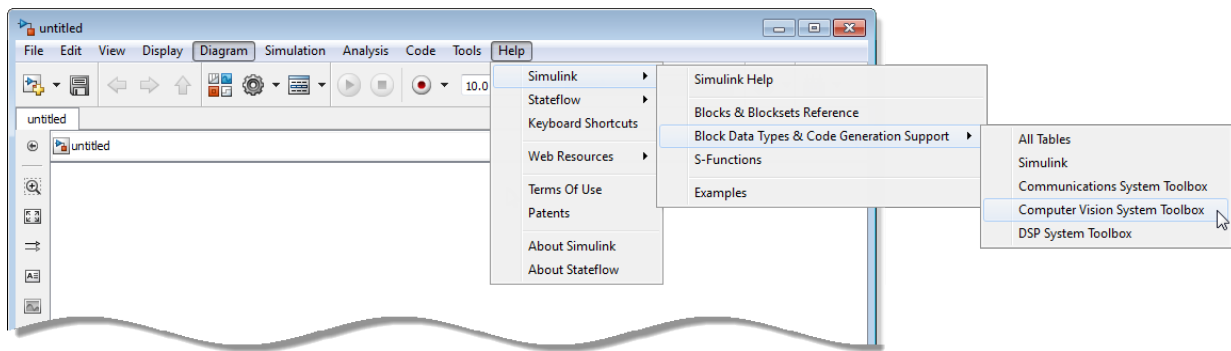 untitled
File Edit View Display Diagram Simulation Analysis Code Tools Help
10.0
untitled
untitled
Simulink
Stateflow
Keyboard Shortcuts
Web Resources
Terms Of Use
Patents
About Simulink
About Stateflow
Simulink Help
Blocks & Blocksets Reference
Block Data Types & Code Generation Support
S-Functions
Examples
All Tables
Simulink
Communications System Toolbox
Computer Vision System Toolbox
DSP System Toolbox